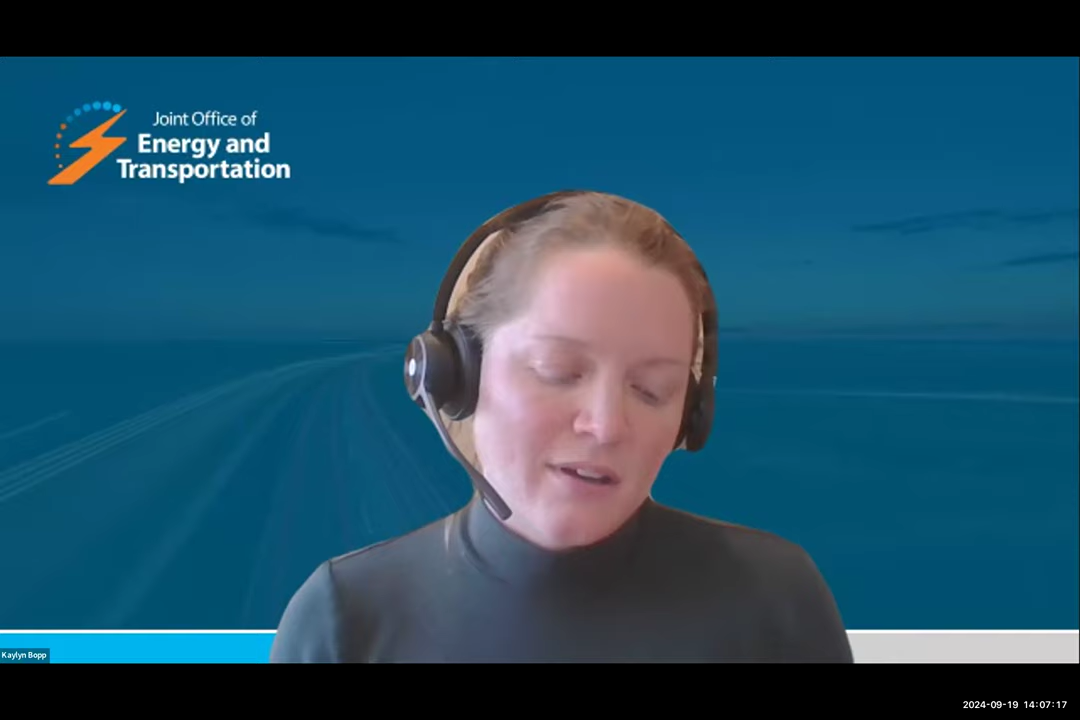 Joint Office of
Energy and
Transportation
Kaylyn Bopp
2024-09-19 14:07:17